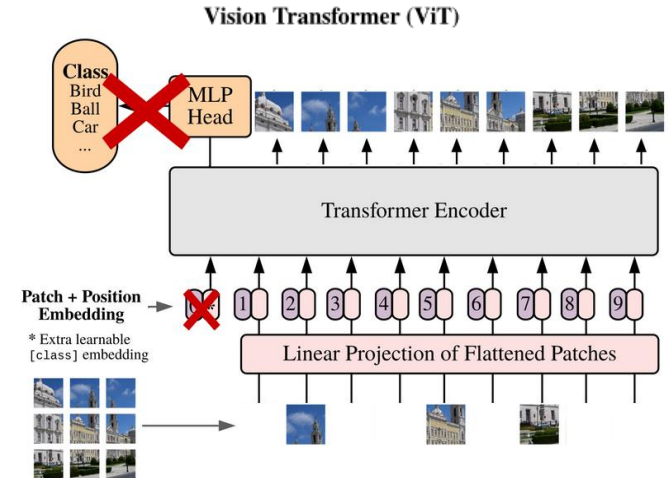 Vision Transformer (ViT)
Class
Bird
Ball
Car
...
MLP
Head
Transformer Encoder
Patch + Position
Embedding
*
1 2 3 4 5 6 7 8 9
* Extra learnable
[class] embedding
Linear Projection of Flattened Patches